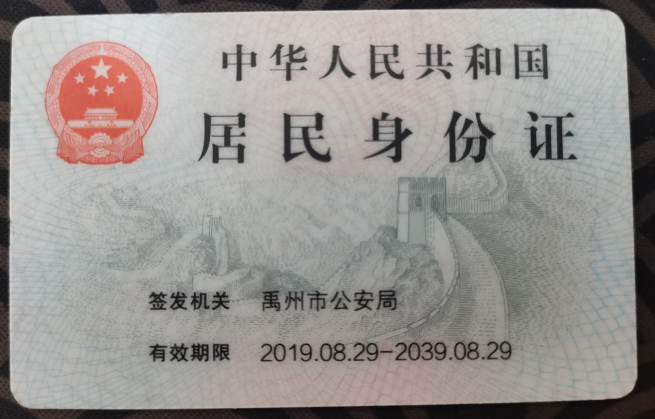 中华人民共和国
居民身份证
签发机关 禹州市公安局
有效期限 2019.08.29-2039.08.29